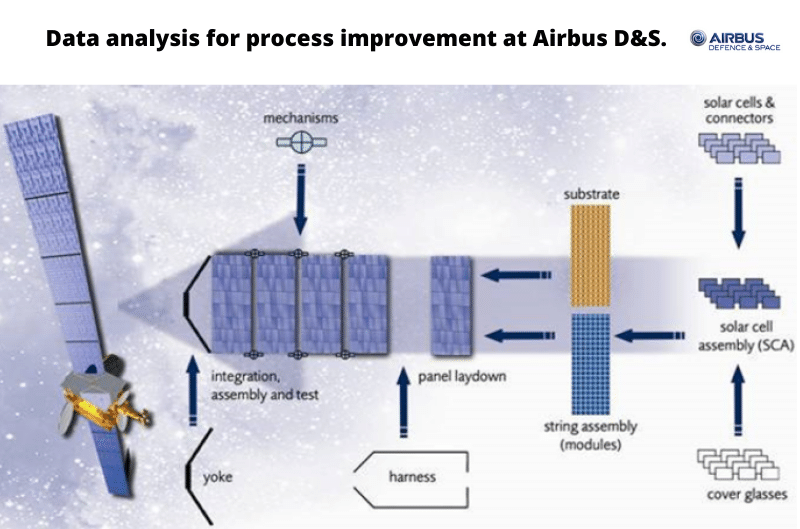 Data analysis for process improvement at Airbus D&S.
AIRBUS
DEFENCE & SPACE
solar cells &
connectors
mechanisms
substrate
solar cell
assembly (SCA)
integration,
assembly and test
panel laydown
string assembly
(modules)
yoke
harness
cover glasses